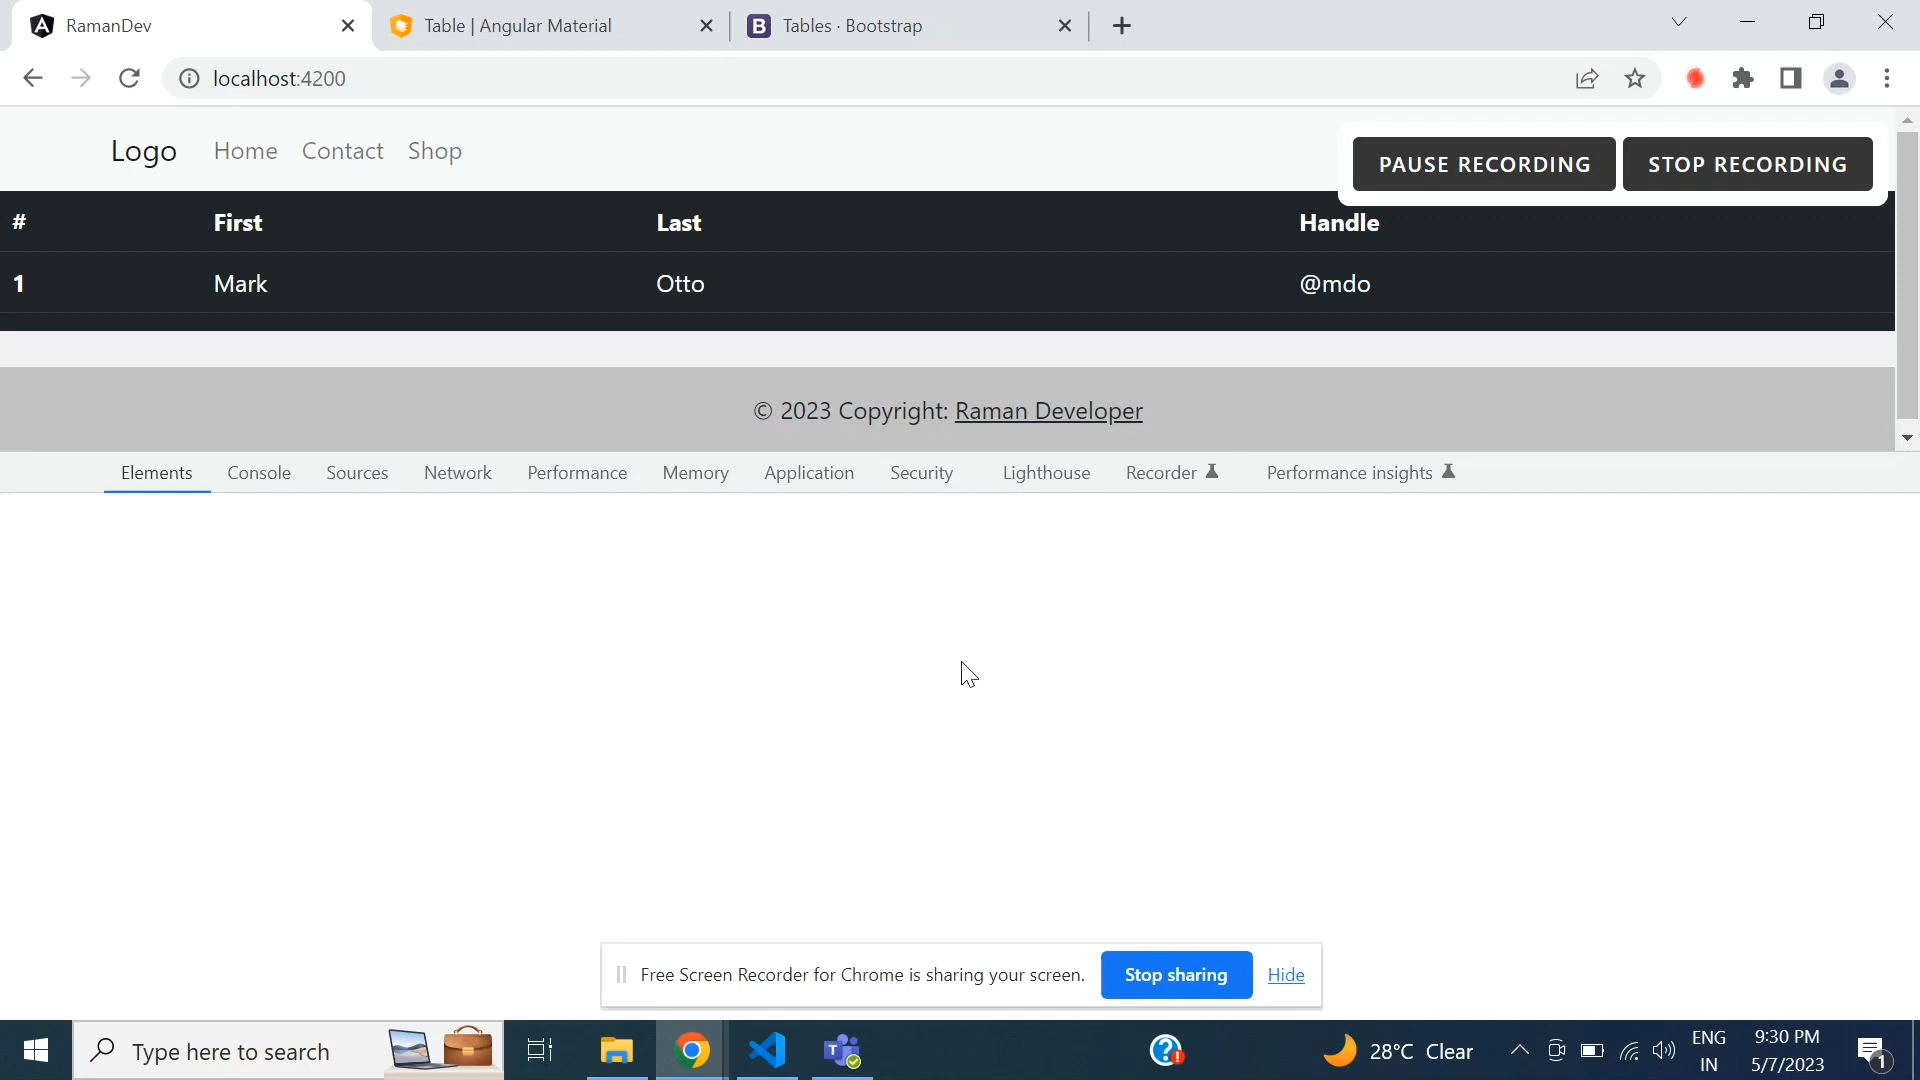 RamanDev
Table | Angular Material
Tables · Bootstrap
localhost:4200
Logo
Home
Contact
Shop
PAUSE RECORDING
STOP RECORDING
# First Last Handle
1 Mark Otto @mdo
© 2023 Copyright: Raman Developer
Elements
Console
Sources
Network
Performance
Memory
Application
Security
Lighthouse
Recorder
Performance insights
Free Screen Recorder for Chrome is sharing your screen.
Stop sharing
Hide
Type here to search
28°C Clear
ENG
IN
9:30 PM
5/7/2023
1